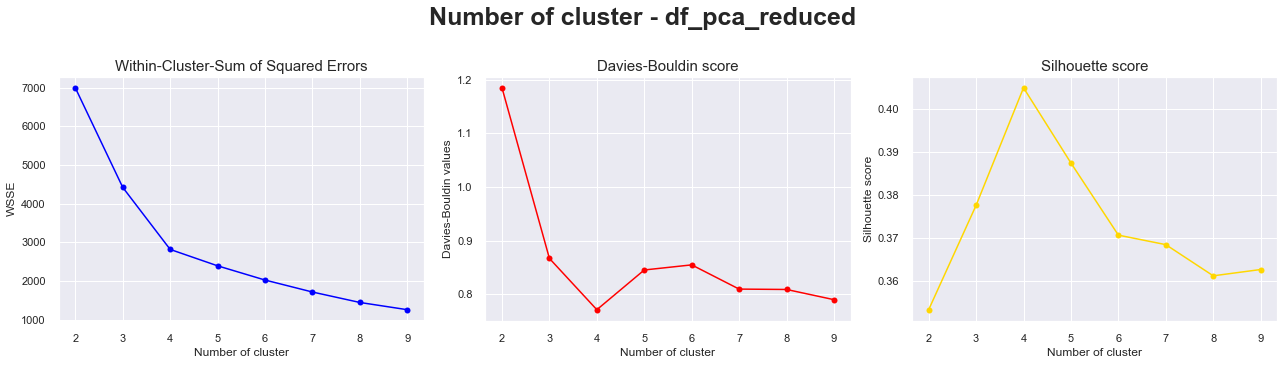 Number of cluster - df_pca_reduced
Within-Cluster-Sum of Squared Errors
WSSE
7000
6000
5000
4000
3000
2000
1000
2 3 4 5 6 7 8 9
Number of cluster
Davies-Bouldin score
Davies-Bouldin values
1.2
1.1
1.0
0.9
0.8
2 3 4 5 6 7 8 9
Number of cluster
Silhouette score
Silhouette score
0.40
0.39
0.38
0.37
0.36
2 3 4 5 6 7 8 9
Number of cluster